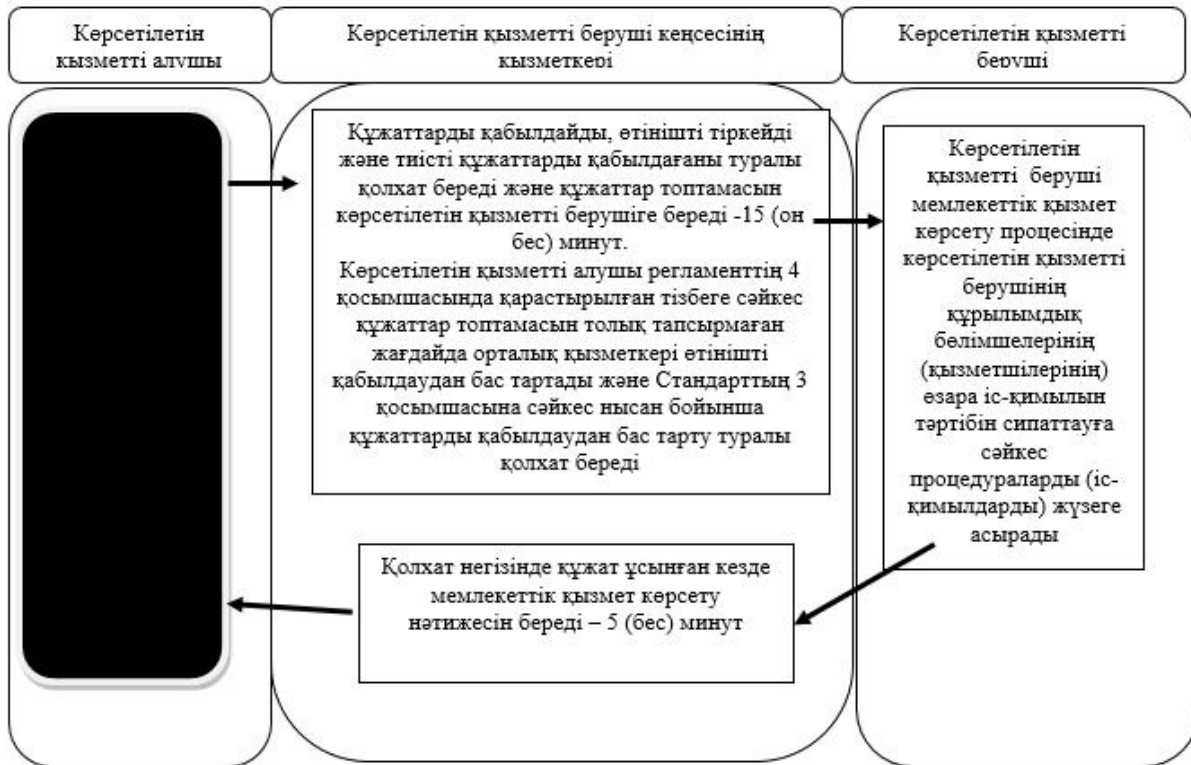 Көрсетілетін
қызметті алушы
Көрсетілетін қызметті беруші кеңсесінің
қызметкері
Көрсетілетін қызметті
беруші
Құжаттарды қабылдайды, өтінішті тіркейді
және тиісті құжаттарды қабылдағаны туралы
қолхат береді және құжаттар топтамасын
көрсетілетін қызметті берушіге береді -15 (он
бес) минут.
Көрсетілетін қызметті алушы регламенттің 4
қосымшасында қарастырылған тізбеге сәйкес
құжаттар топтамасын толық тапсырмаған
жағдайда орталық қызметкері өтінішті
қабылдаудан бас тартады және Стандарттың 3
қосымшасына сәйкес нысан бойынша
құжаттарды қабылдаудан бас тарту туралы
қолхат береді
Көрсетілетін
қызметті беруші
мемлекеттік қызмет
көрсету процесінде
көрсетілетін қызметті
берушінің
құрылымдық
бөлімшелерінің
(қызметшілерінің)
өзара іс-қимылын
тәртібін сипаттауға
сәйкес
процедураларды (іс-
қимылдарды) жүзеге
асырады
Қолхат негізінде құжат ұсынған кезде
мемлекеттік қызмет көрсету
нәтижесін береді – 5 (бес) минут